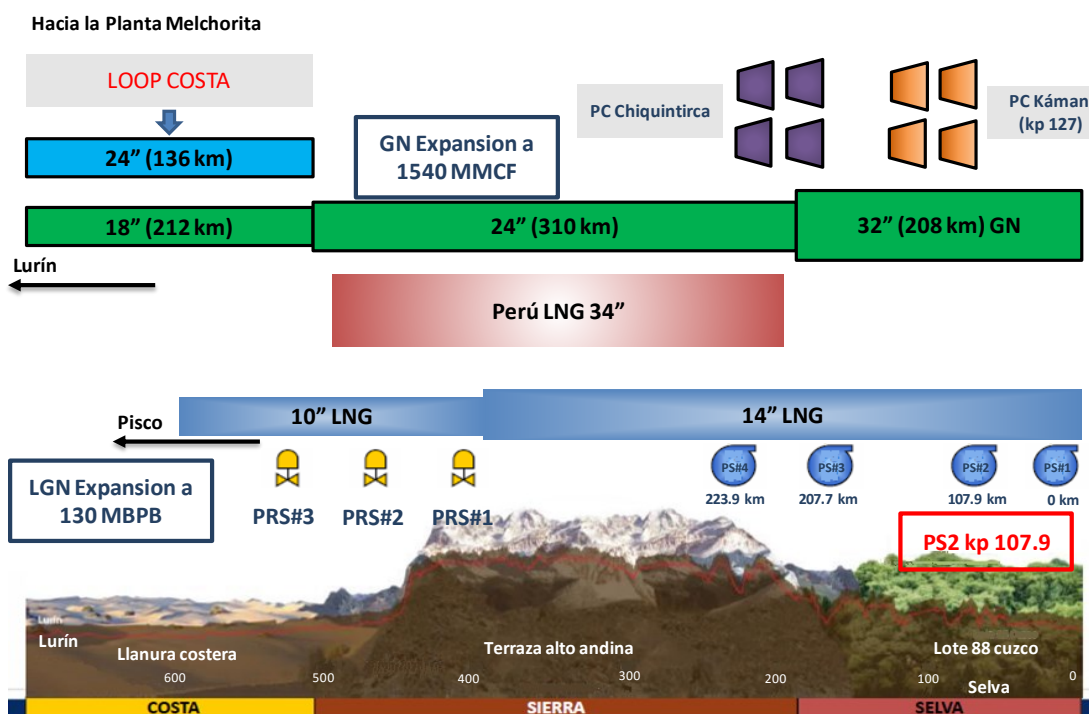 Hacia la Planta Melchorita
LOOP COSTA
PC Chiquintirca
PC Káman
(kp 127)
24” (136 km)
GN Expansion a
1540 MMCF
18” (212 km)
24” (310 km)
32” (208 km) GN
Lurín
Perú LNG 34”
10” LNG
14” LNG
Pisco
PS#4
PS#3
PS#2
PS#1
223.9 km
207.7 km
107.9 km
0 km
LGN Expansion a
130 MBPB
PRS#3
PRS#2
PRS#1
PS2 kp 107.9
Lurín
Lurín
Llanura costera
Terraza alto andina
Lote 88 cuzco
600
500
400
300
200
100
0
Selva
COSTA
SIERRA
SELVA